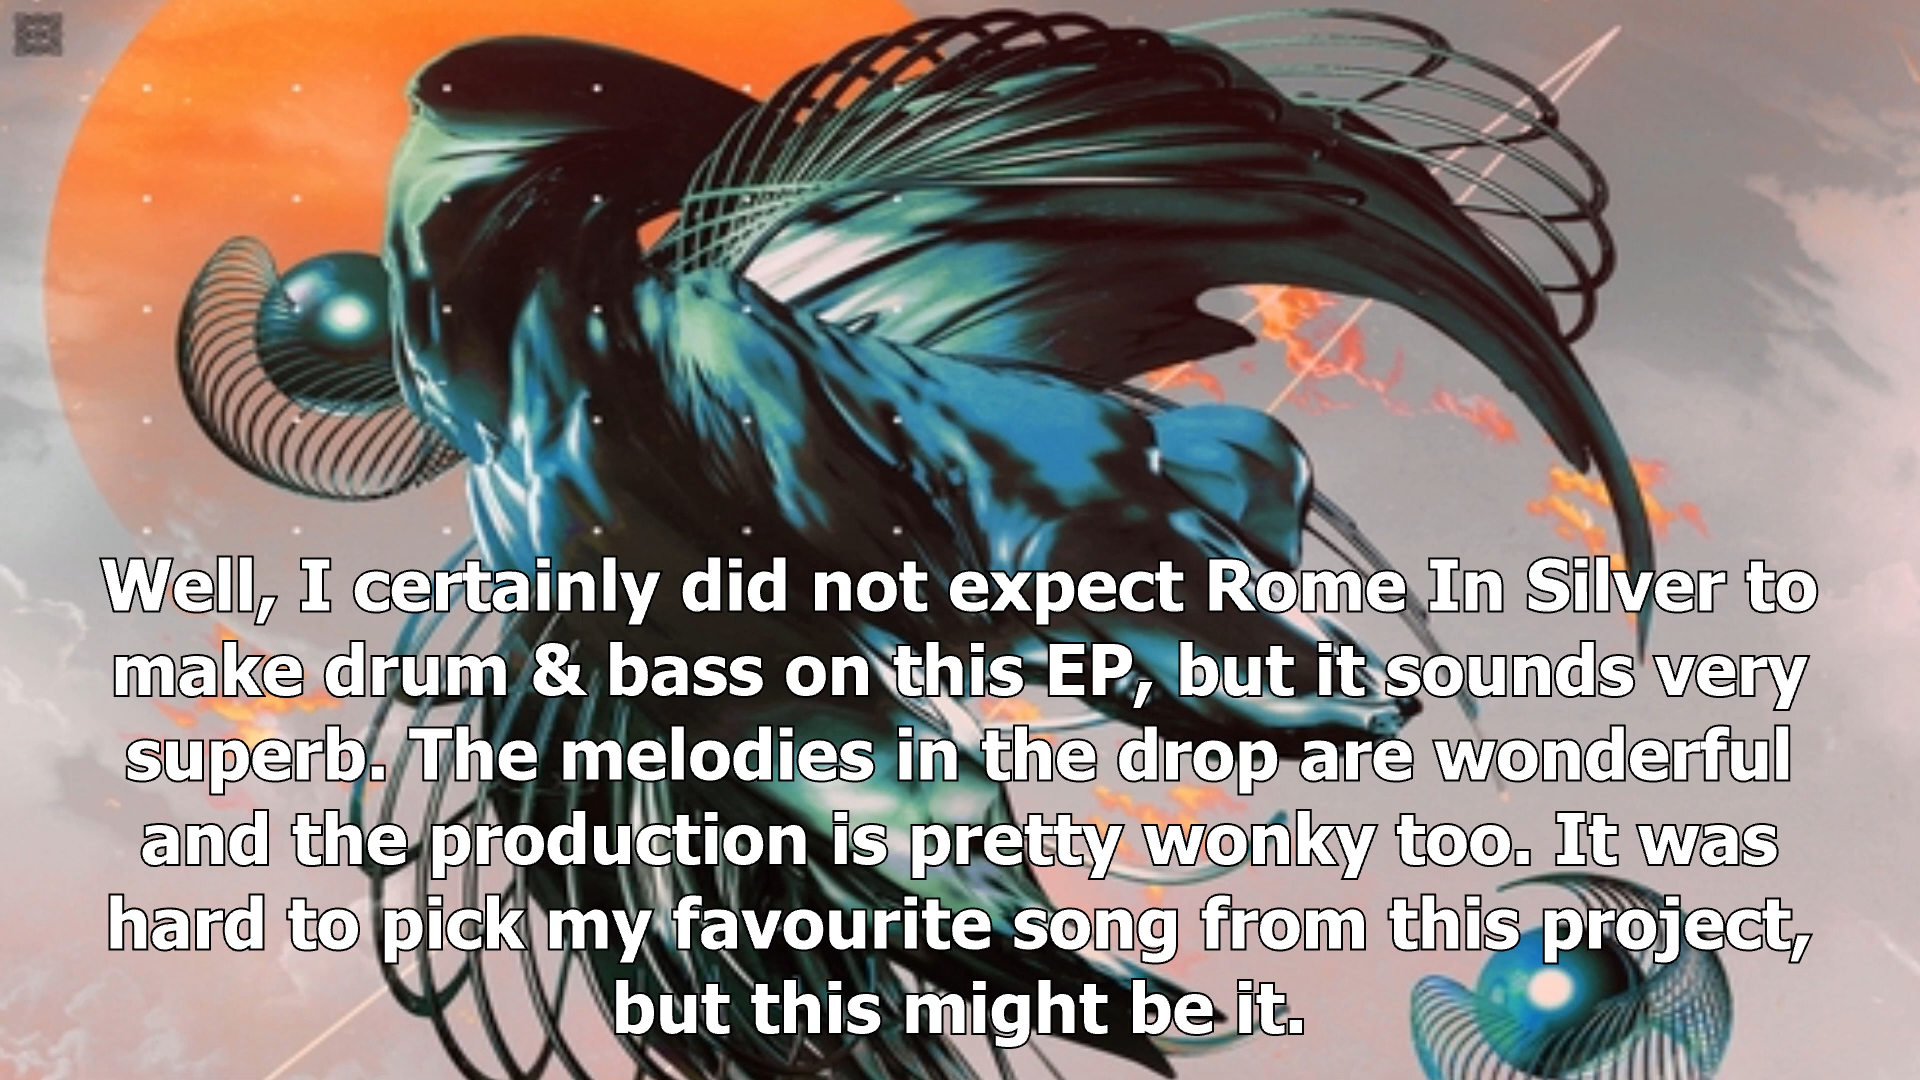 Well, I certainly did not expect Rome In Silver to
make drum & bass on this EP, but it sounds very
superb. The melodies in the drop are wonderful
and the production is pretty wonky too. It was
hard to pick my favourite song from this project,
but this might be it.